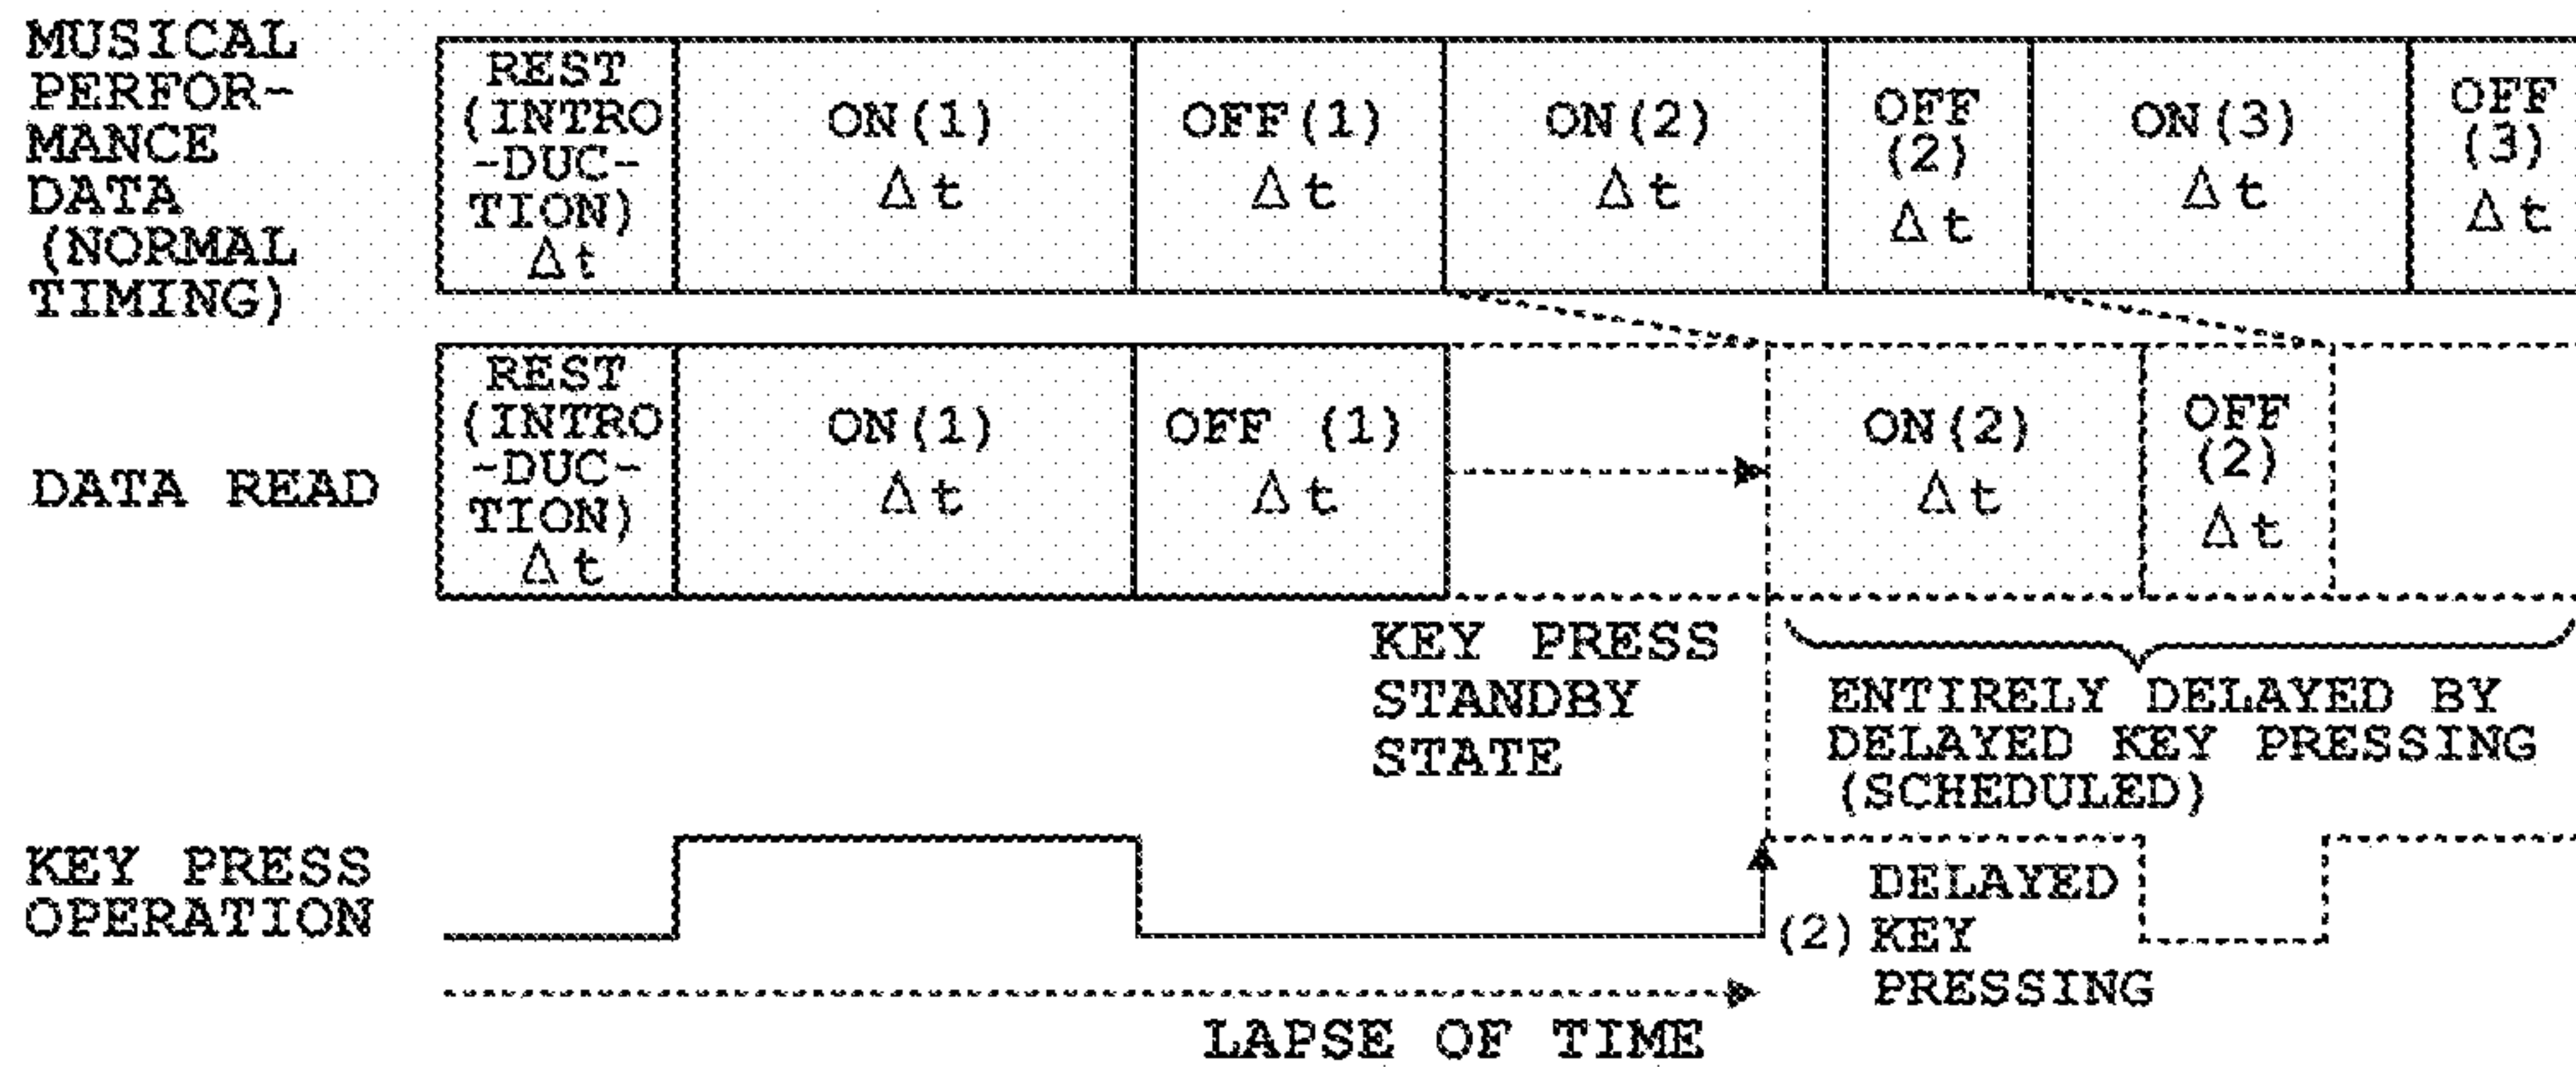 MUSICAL
PERFOR-
MANCE
DATA
(NORMAL
TIMING)
REST
(INTRO
-DUC-
TION)
Δt
ON(1)
Δt
OFF(1)
Δt
ON(2)
Δt
OFF
(2)
Δt
ON(3)
Δt
OFF
(3)
Δt
DATA READ
REST
(INTRO
-DUC-
TION)
Δt
ON(1)
Δt
OFF (1)
Δt
ON(2)
Δt
OFF
(2)
Δt
KEY PRESS
STANDBY
STATE
ENTIRELY DELAYED BY
DELAYED KEY PRESSING
(SCHEDULED)
KEY PRESS
OPERATION
(2) DELAYED
KEY
PRESSING
LAPSE OF TIME